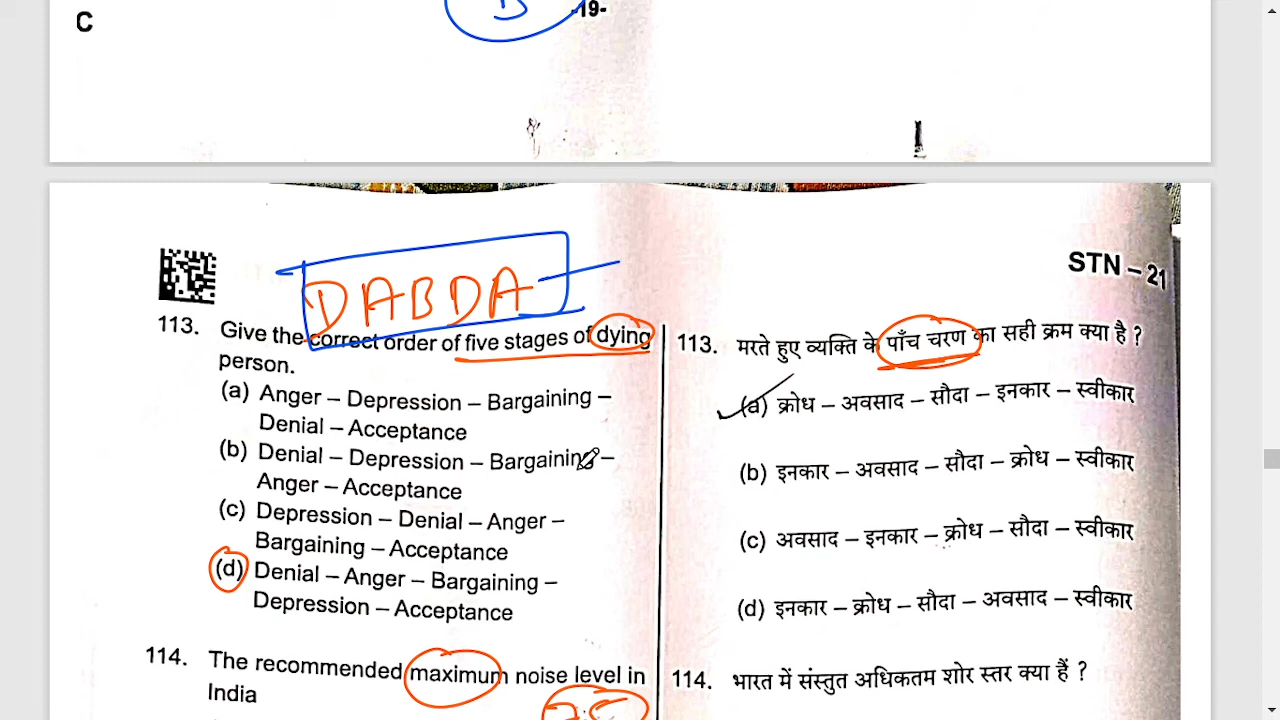 C
B
-19-
STN – 21
DABDA
113. Give the correct order of five stages of dying
person.
(a) Anger – Depression – Bargaining –
Denial – Acceptance
(b) Denial – Depression – Bargaining –
Anger – Acceptance
(c) Depression – Denial – Anger –
Bargaining – Acceptance
(d) Denial – Anger – Bargaining –
Depression – Acceptance
114. The recommended maximum noise level in
India
113. मरते हुए व्यक्ति के पाँच चरण का सही क्रम क्या है ?
(a) क्रोध – अवसाद – सौदा – इनकार – स्वीकार
(b) इनकार – अवसाद – सौदा – क्रोध – स्वीकार
(c) अवसाद – इनकार – क्रोध – सौदा – स्वीकार
(d) इनकार – क्रोध – सौदा – अवसाद – स्वीकार
114. भारत में संस्तुत अधिकतम शोर स्तर क्या हैं ?